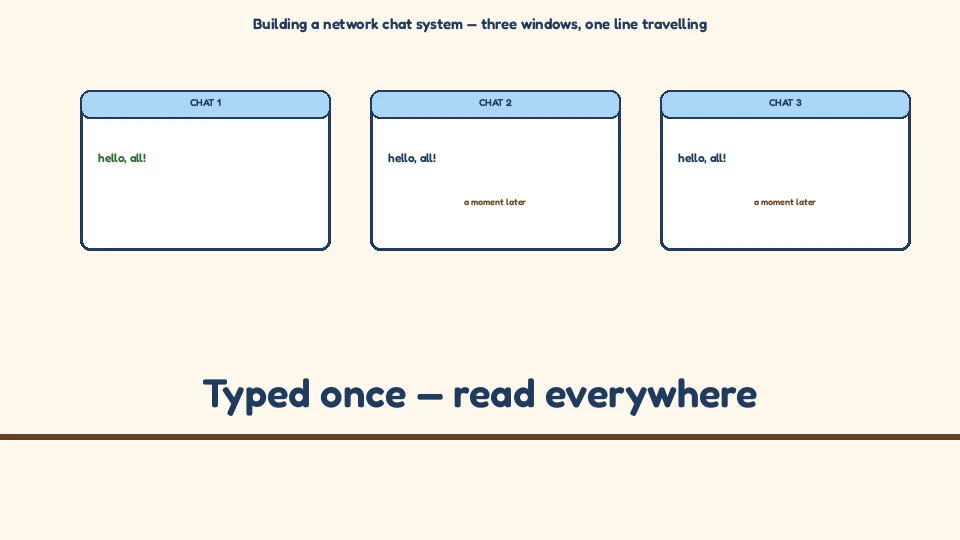 Building a network chat system — three windows, one line travelling
CHAT 1
hello, all!
CHAT 2
hello, all!
a moment later
CHAT 3
hello, all!
a moment later
Typed once — read everywhere